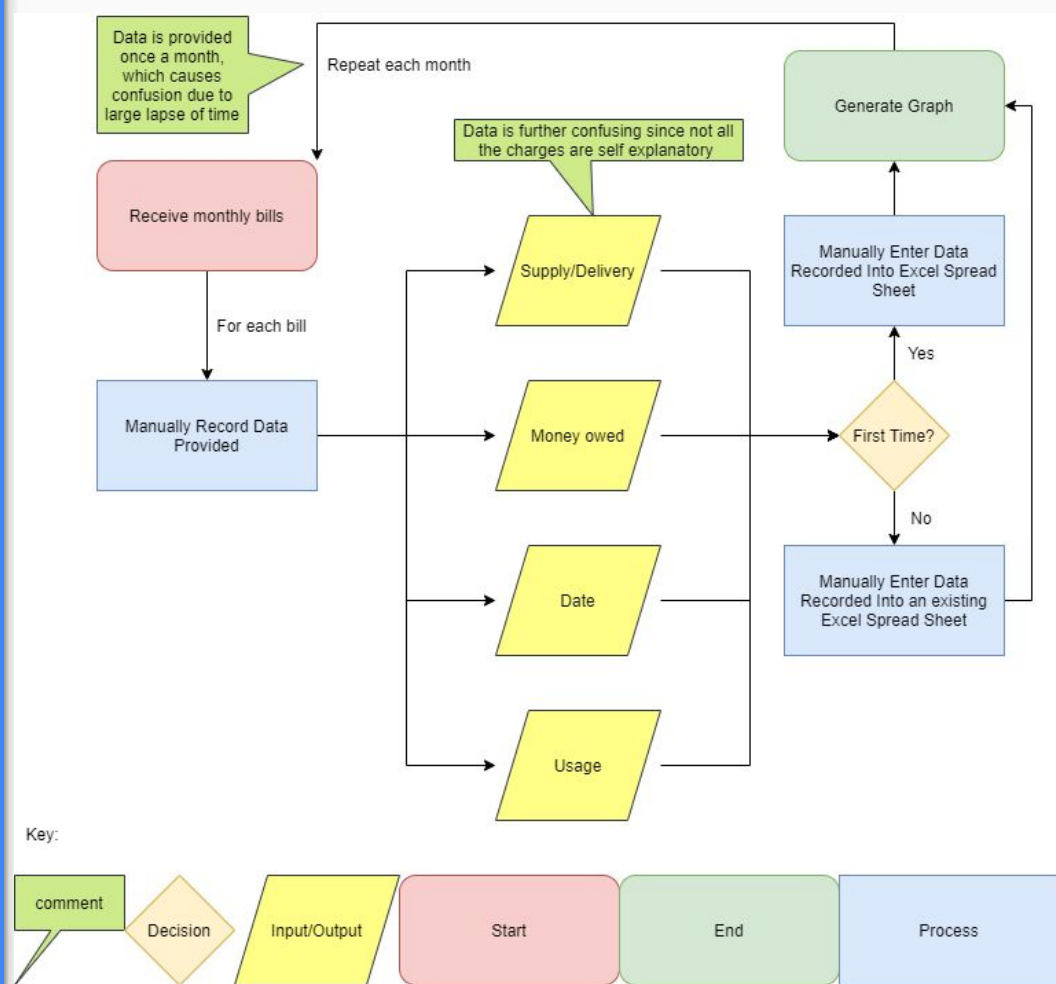 Data is provided
once a month,
which causes
confusion due to
large lapse of time
Repeat each month
Generate Graph
Data is further confusing since not all
the charges are self explanatory
Receive monthly bills
Supply/Delivery
Manually Enter Data
Recorded Into Excel Spread
Sheet
For each bill
Yes
Manually Record Data
Provided
Money owed
First Time?
No
Date
Manually Enter Data
Recorded Into an existing
Excel Spread Sheet
Usage
Key:
comment
Decision
Input/Output
Start
End
Process